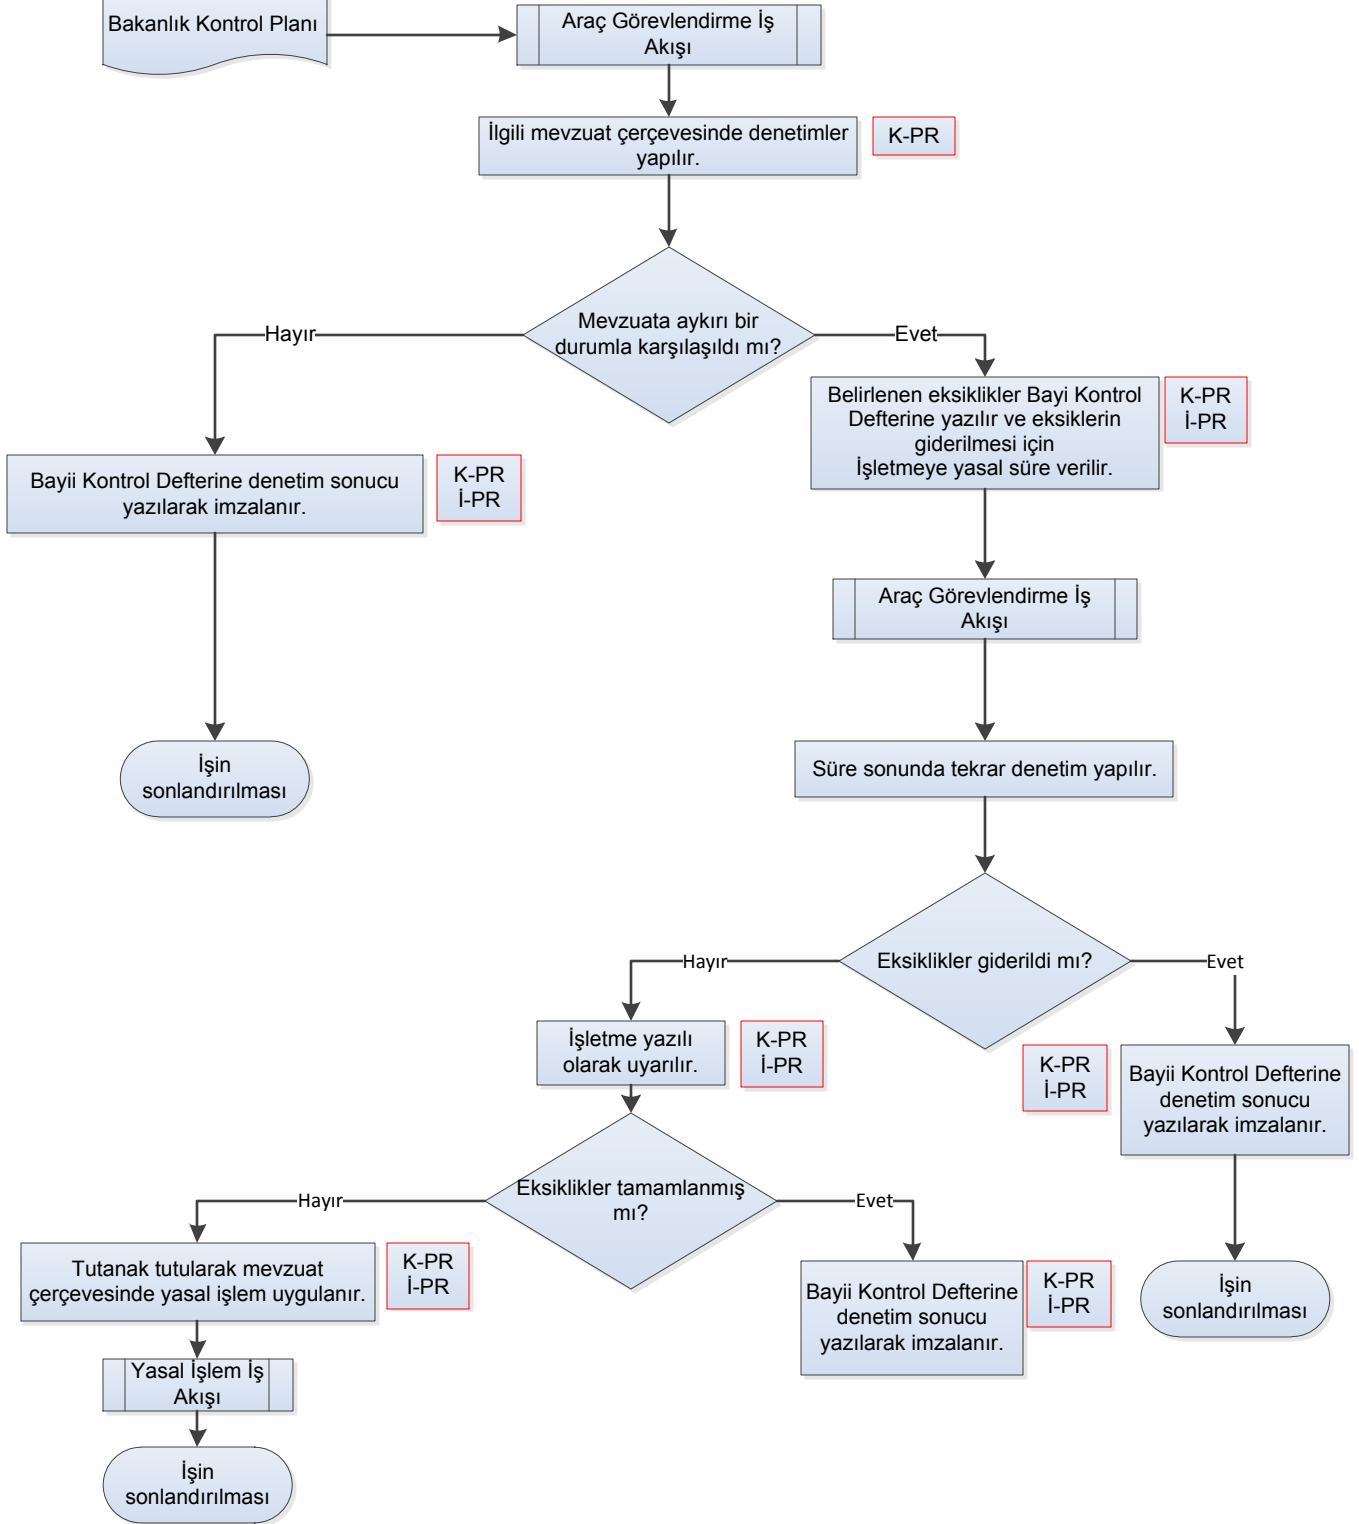 Bakanlık Kontrol Planı
Araç Görevlendirme İş
Akışı
İlgili mevzuat çerçevesinde denetimler
yapılır.
K-PR
Mevzuata aykırı bir
durumla karşılaşıldı mı?
Hayır
Evet
Belirlenen eksiklikler Bayi Kontrol
Defterine yazılır ve eksiklerin
giderilmesi için
İşletmeye yasal süre verilir.
K-PR
İ-PR
Bayii Kontrol Defterine denetim sonucu
yazılarak imzalanır.
K-PR
İ-PR
Araç Görevlendirme İş
Akışı
İşin
sonlandırılması
Süre sonunda tekrar denetim yapılır.
Eksiklikler giderildi mı?
Hayır
Evet
İşletme yazılı
olarak uyarılır.
K-PR
İ-PR
K-PR
İ-PR
Bayii Kontrol Defterine
denetim sonucu
yazılarak imzalanır.
Eksiklikler tamamlanmış
mı?
Hayır
Evet
Tutanak tutularak mevzuat
çerçevesinde yasal işlem uygulanır.
K-PR
İ-PR
Bayii Kontrol Defterine
denetim sonucu
yazılarak imzalanır.
K-PR
İ-PR
İşin
sonlandırılması
Yasal İşlem İş
Akışı
İşin
sonlandırılması